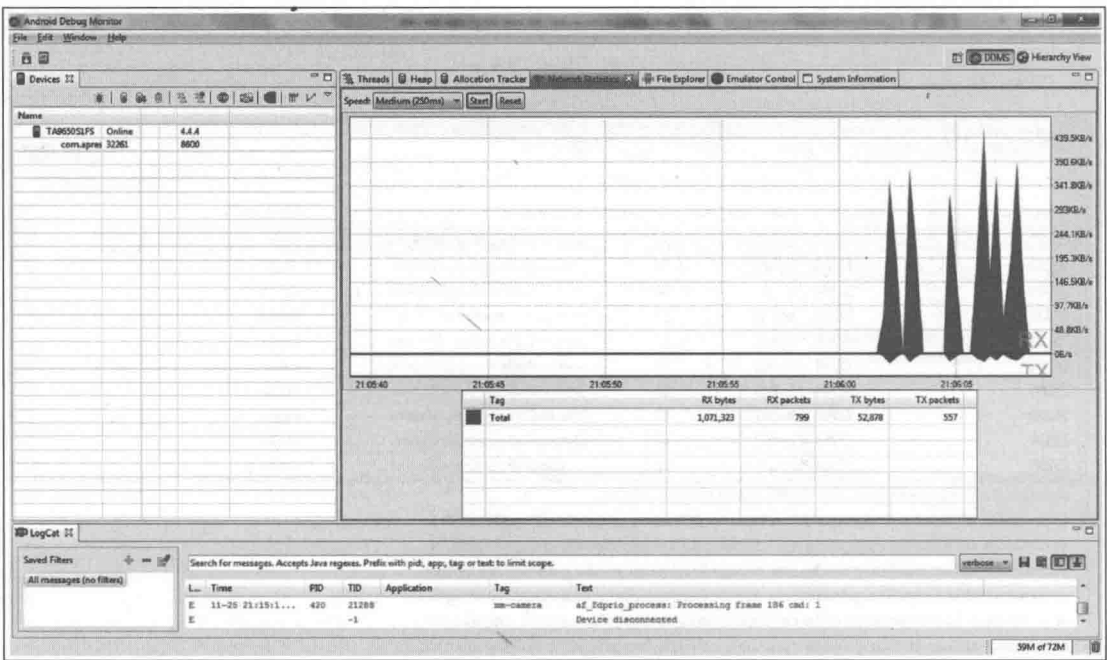 Android Debug Monitor
File Edit Window Help
DDMS Hierarchy View
Devices
Threads Heap Allocation Tracker Network Statistics File Explorer Emulator Control System Information
Speed: Medium (250ms) Start Reset
Name
TA96505LFS Online 4.4.4
com.apres 32261 8600
439.5KB/s
390.6KB/s
341.8KB/s
293KB/s
244.1KB/s
195.3KB/s
146.5KB/s
97.7KB/s
48.8KB/s
RX
0B/s
TX
21:05:40 21:05:45 21:05:50 21:05:55 21:06:00 21:06:05
Tag RX bytes RX packets TX bytes TX packets
Total 1,071,323 799 52,878 557
LogCat
Saved Filters
All messages (no filters)
Search for messages. Accepts Java regexes. Prefix with pid:, app:, tag: or text: to limit scope.
verbose
L... Time PID TID Application Tag Text
E 11-25 21:15:1... 420 21288 mm-camera af_fdprio_process: Processing frame 186 cmd: 1
E -1 Device disconnected
39M of 72M